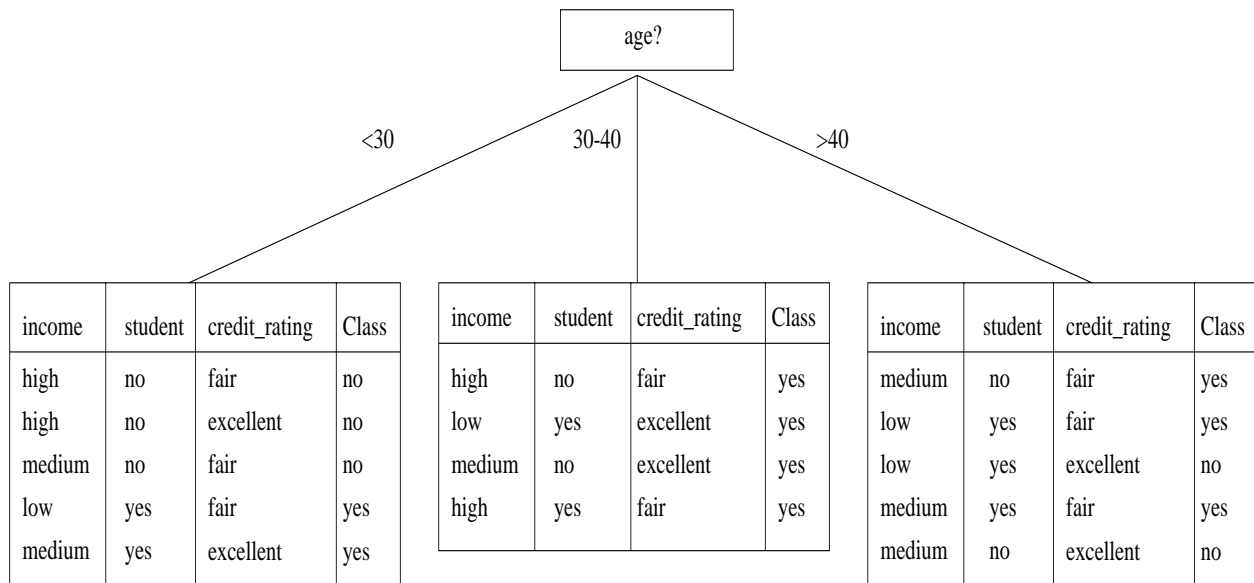 age?
<30 30-40 >40
income student credit_rating Class
high no fair no
high no excellent no
medium no fair no
low yes fair yes
medium yes excellent yes
income student credit_rating Class
high no fair yes
low yes excellent yes
medium no excellent yes
high yes fair yes
income student credit_rating Class
medium no fair yes
low yes fair yes
low yes excellent no
medium yes fair yes
medium no excellent no